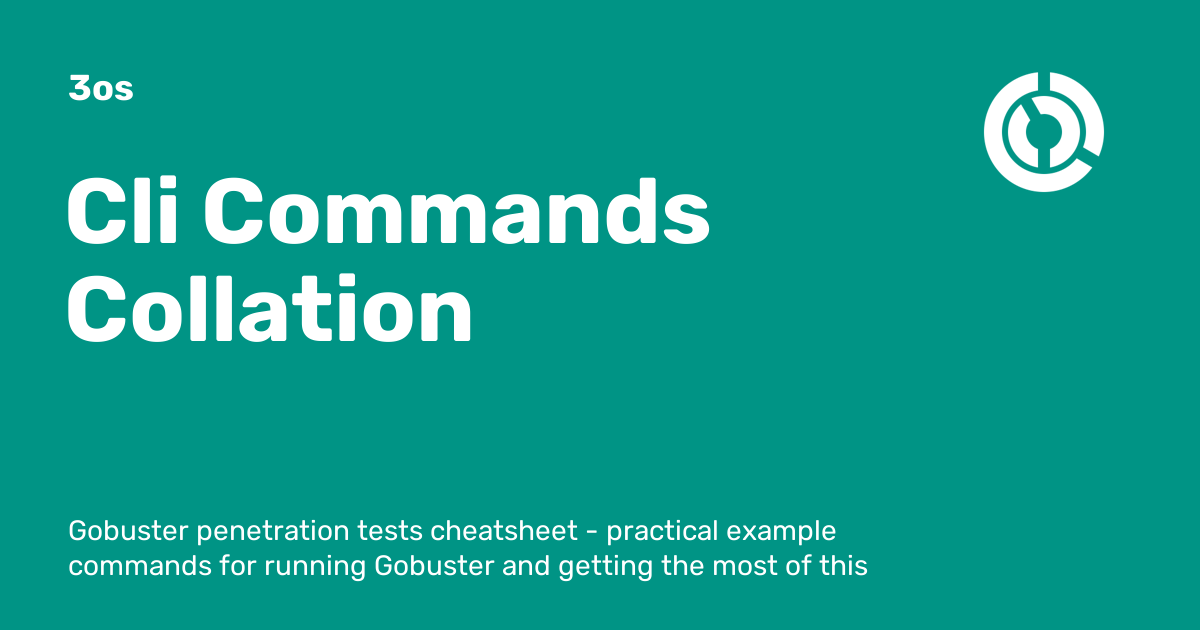 3os
Cli Commands
Collation
Gobuster penetration tests cheatsheet - practical example
commands for running Gobuster and getting the most of this